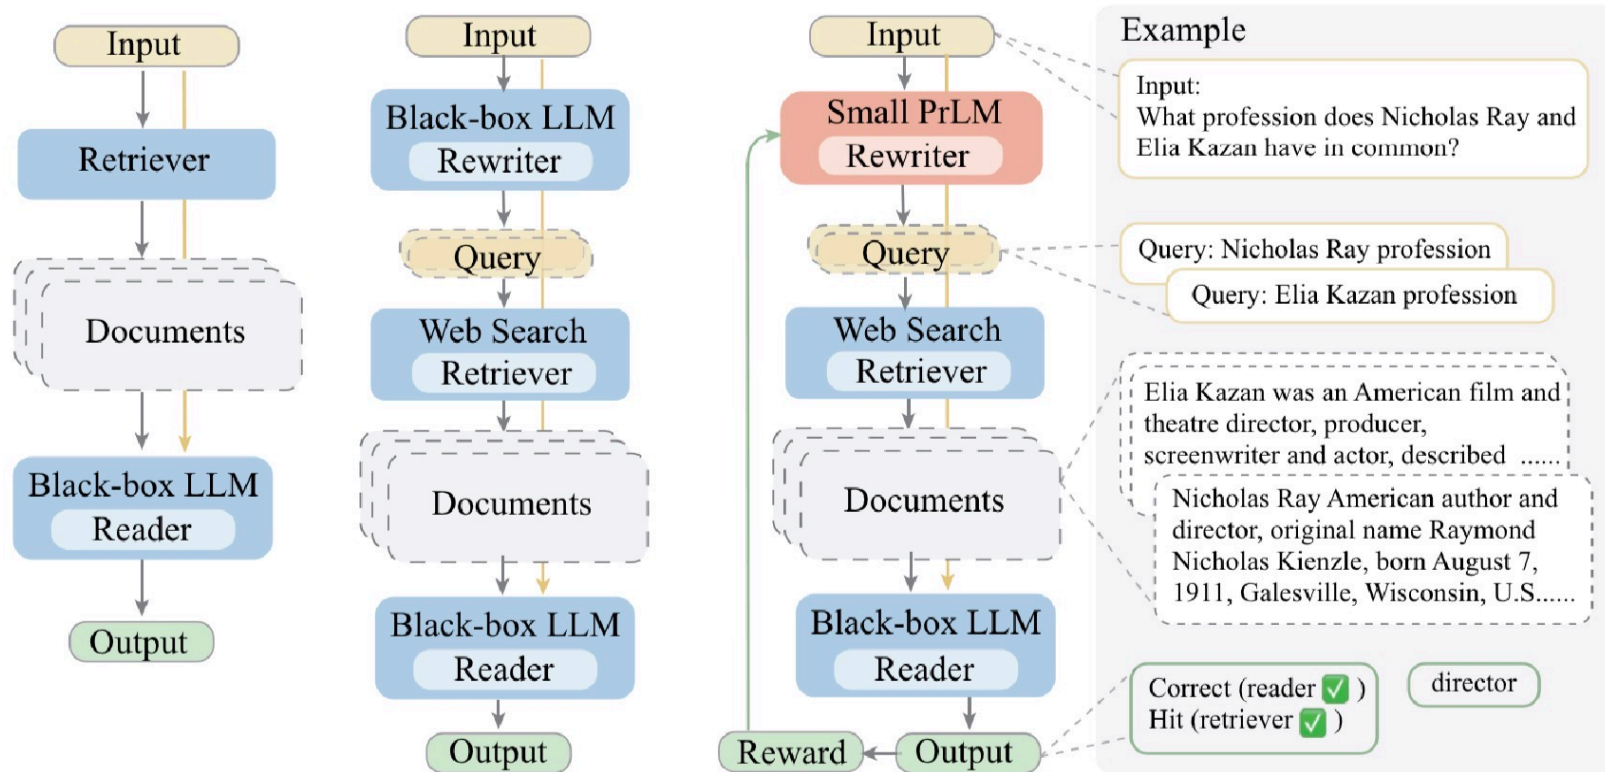 Input
Retriever
Documents
Black-box LLM
Reader
Output
Input
Black-box LLM
Rewriter
Query
Web Search
Retriever
Documents
Black-box LLM
Reader
Output
Input
Small PrLM
Rewriter
Query
Web Search
Retriever
Documents
Black-box LLM
Reader
Reward
Output
Example
Input:
What profession does Nicholas Ray and
Elia Kazan have in common?
Query: Nicholas Ray profession
Query: Elia Kazan profession
Elia Kazan was an American film and
theatre director, producer,
screenwriter and actor, described ......
Nicholas Ray American author and
director, original name Raymond
Nicholas Kienzle, born August 7,
1911, Galesville, Wisconsin, U.S......
Correct (reader ✅ )
Hit (retriever ✅ )
director